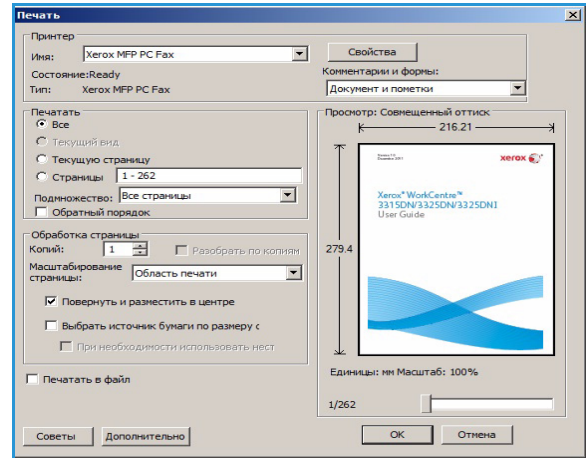 Печать
Принтер
Имя: Xerox MFP PC Fax
Свойства
Состояние:Ready
Комментарии и формы:
Тип: Xerox MFP PC Fax
Документ и пометки
Печатать
Все
Текущий вид
Текущую страницу
Страницы 1 - 262
Подмножество: Все страницы
Обратный порядок
Обработка страницы
Копий: 1
Разобрать по копиям
Масштабирование страницы: Область печати
Повернуть и разместить в центре
Выбрать источник бумаги по размеру с
При необходимости использовать нест
Печатать в файл
Просмотр: Совмещенный оттиск
216.21
279.4
xerox
Xerox® WorkCentre™
3315DN/3325DN/3325DNI
User Guide
Единицы: мм Масштаб: 100%
1/262
Советы
Дополнительно
OK
Отмена